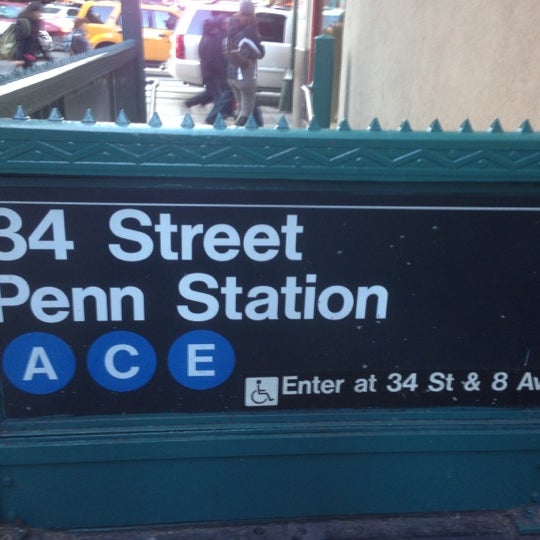 34 Street
Penn Station
A C E
Enter at 34 St & 8 Av